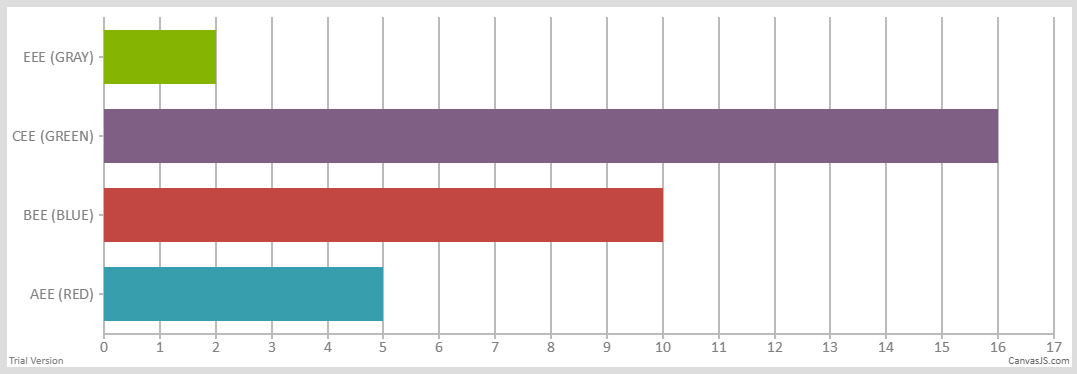 EEE (GRAY)
CEE (GREEN)
BEE (BLUE)
AEE (RED)
0 1 2 3 4 5 6 7 8 9 10 11 12 13 14 15 16 17
Trial Version
CanvasJS.com